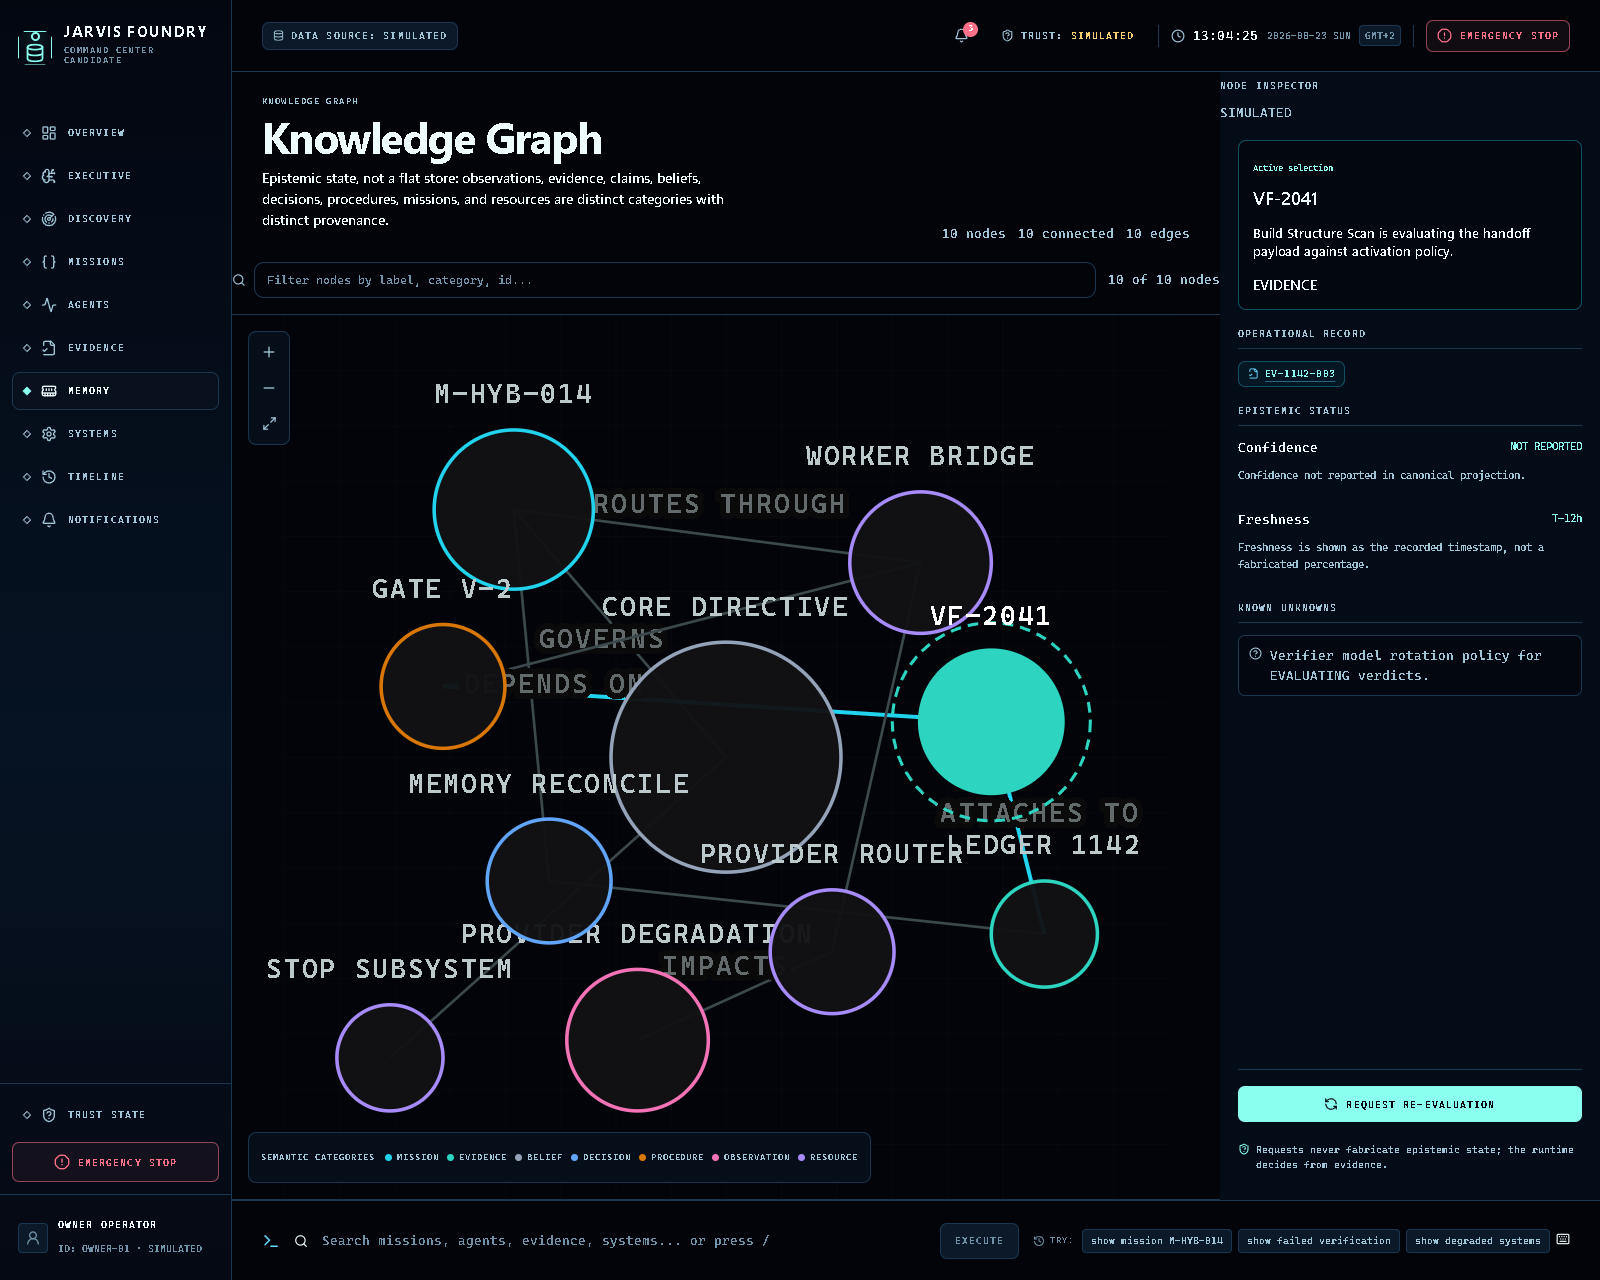 JARVIS FOUNDRY
COMMAND CENTER
CANDIDATE
OVERVIEW
EXECUTIVE
DISCOVERY
MISSIONS
AGENTS
EVIDENCE
MEMORY
SYSTEMS
TIMELINE
NOTIFICATIONS
TRUST STATE
EMERGENCY STOP
OWNER OPERATOR
ID: OWNER-01 • SIMULATED
DATA SOURCE: SIMULATED
3
TRUST: SIMULATED
13:04:25 2026-08-23 SUN GMT+2
EMERGENCY STOP
KNOWLEDGE GRAPH
Knowledge Graph
Epistemic state, not a flat store: observations, evidence, claims, beliefs,
decisions, procedures, missions, and resources are distinct categories with
distinct provenance.
10 nodes 10 connected 10 edges
Filter nodes by label, category, id...
10 of 10 nodes
M-HYB-014
WORKER BRIDGE
ROUTES THROUGH
GATE V-2
CORE DIRECTIVE
VF-2041
GOVERNS
DEPENDS ON
MEMORY RECONCILE
ATTACHES TO
LEDGER 1142
PROVIDER ROUTER
PROVIDER DEGRADATION
IMPACT
STOP SUBSYSTEM
SEMANTIC CATEGORIES MISSION EVIDENCE BELIEF DECISION PROCEDURE OBSERVATION RESOURCE
NODE INSPECTOR
SIMULATED
Active selection
VF-2041
Build Structure Scan is evaluating the handoff
payload against activation policy.
EVIDENCE
OPERATIONAL RECORD
EV-1142-003
EPISTEMIC STATUS
Confidence NOT REPORTED
Confidence not reported in canonical projection.
Freshness T-12h
Freshness is shown as the recorded timestamp, not a
fabricated percentage.
KNOWN UNKNOWNS
Verifier model rotation policy for
EVALUATING verdicts.
REQUEST RE-EVALUATION
Requests never fabricate epistemic state; the runtime
decides from evidence.
Search missions, agents, evidence, systems... or press /
EXECUTE
TRY: show mission M-HYB-014 show failed verification show degraded systems